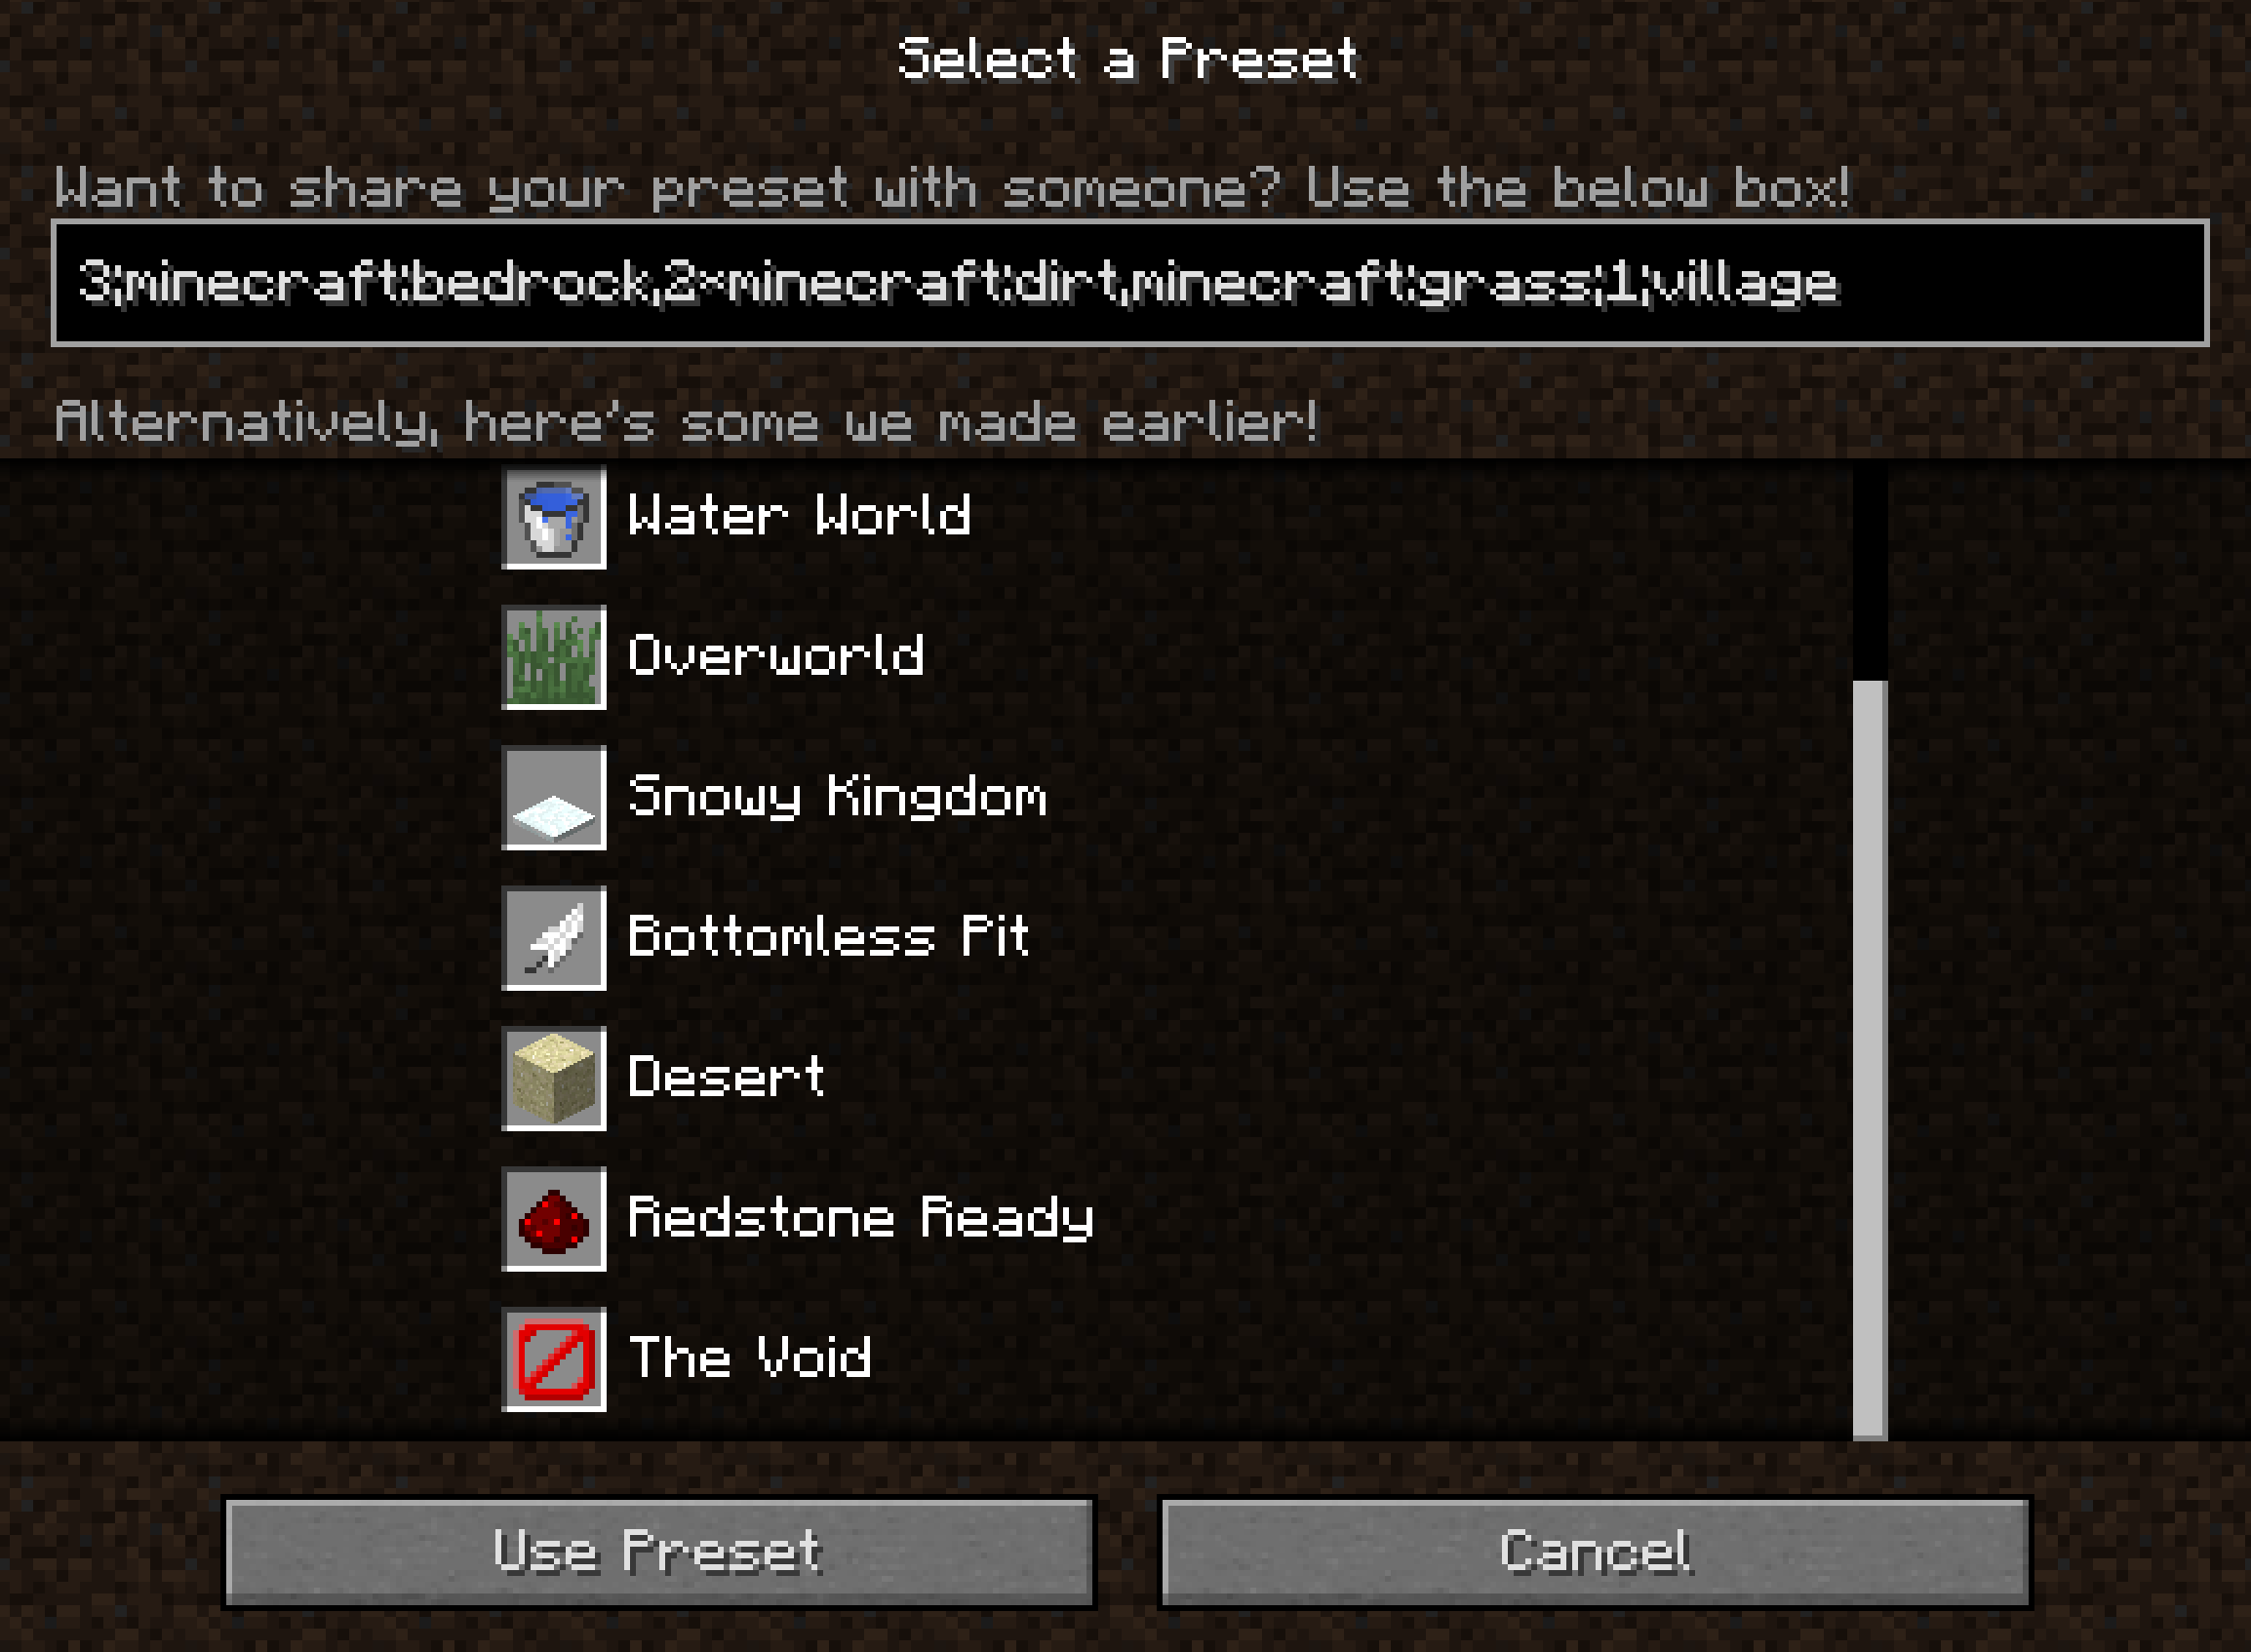 Select a Preset
Want to share your preset with someone? Use the below box!
3;minecraft:bedrock,2×minecraft:dirt,minecraft:grass;1;village
Alternatively, here's some we made earlier!
Water World
Overworld
Snowy Kingdom
Bottomless Pit
Desert
Redstone Ready
The Void
Use Preset
Cancel